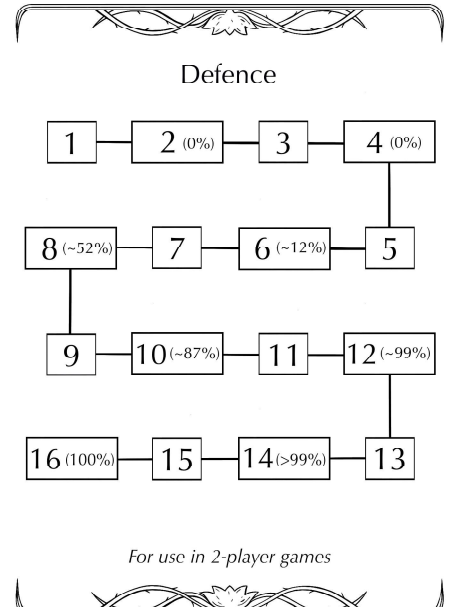 Defence
1 2 (0%) 3 4 (0%)
8 (~52%) 7 6 (~12%) 5
9 10 (~87%) 11 12 (~99%)
16 (100%) 15 14 (>99%) 13
For use in 2-player games